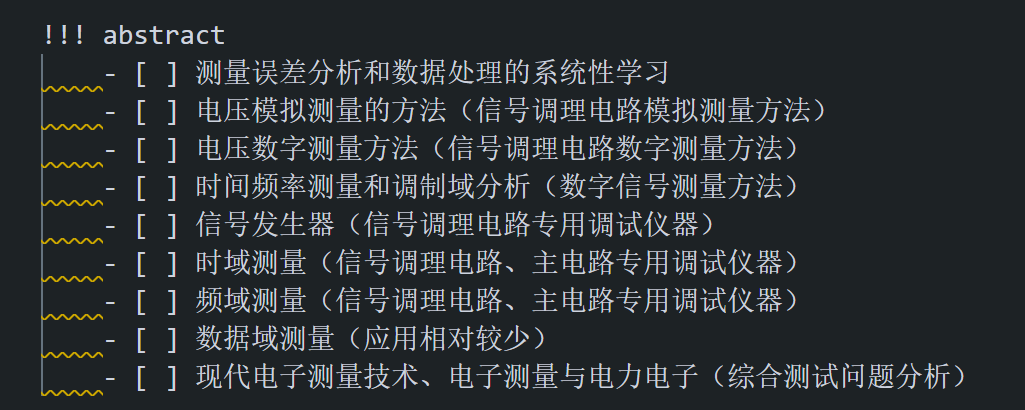 !!! abstract
- [ ] 测量误差分析和数据处理的系统性学习
- [ ] 电压模拟测量的方法（信号调理电路模拟测量方法）
- [ ] 电压数字测量方法（信号调理电路数字测量方法）
- [ ] 时间频率测量和调制域分析（数字信号测量方法）
- [ ] 信号发生器（信号调理电路专用调试仪器）
- [ ] 时域测量（信号调理电路、主电路专用调试仪器）
- [ ] 频域测量（信号调理电路、主电路专用调试仪器）
- [ ] 数据域测量（应用相对较少）
- [ ] 现代电子测量技术、电子测量与电力电子（综合测试问题分析）